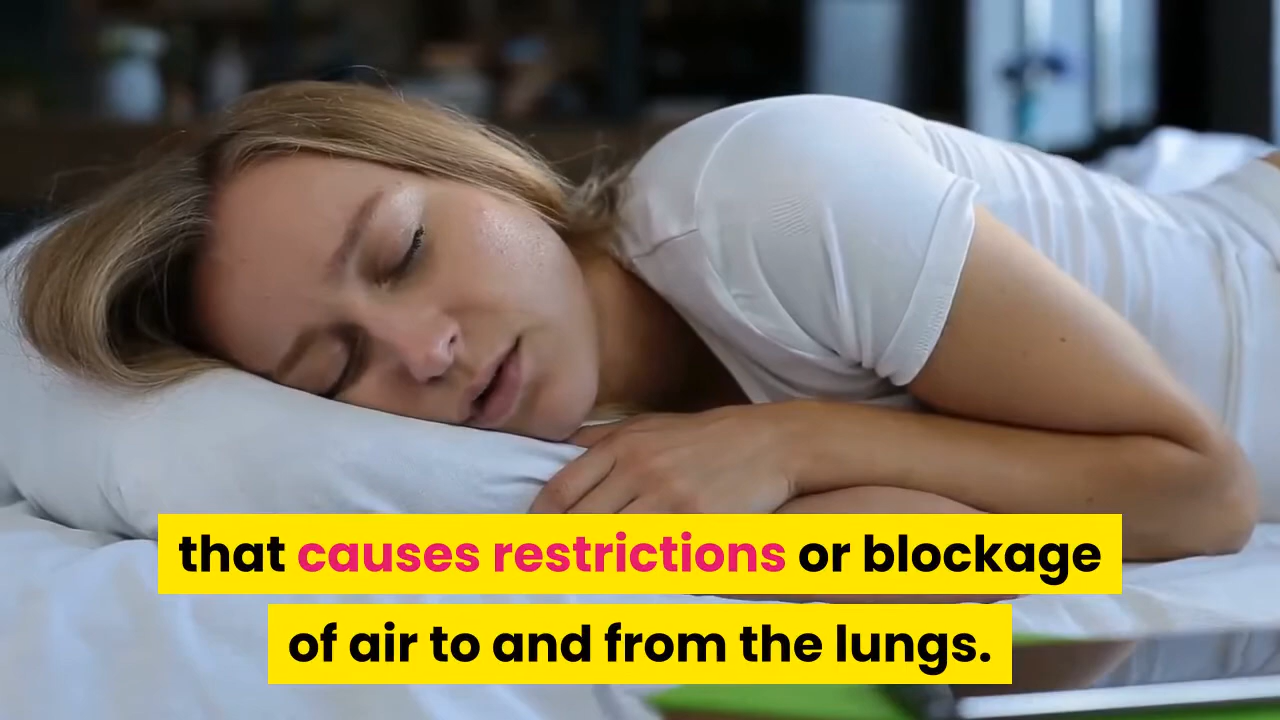 that causes restrictions or blockage
of air to and from the lungs.